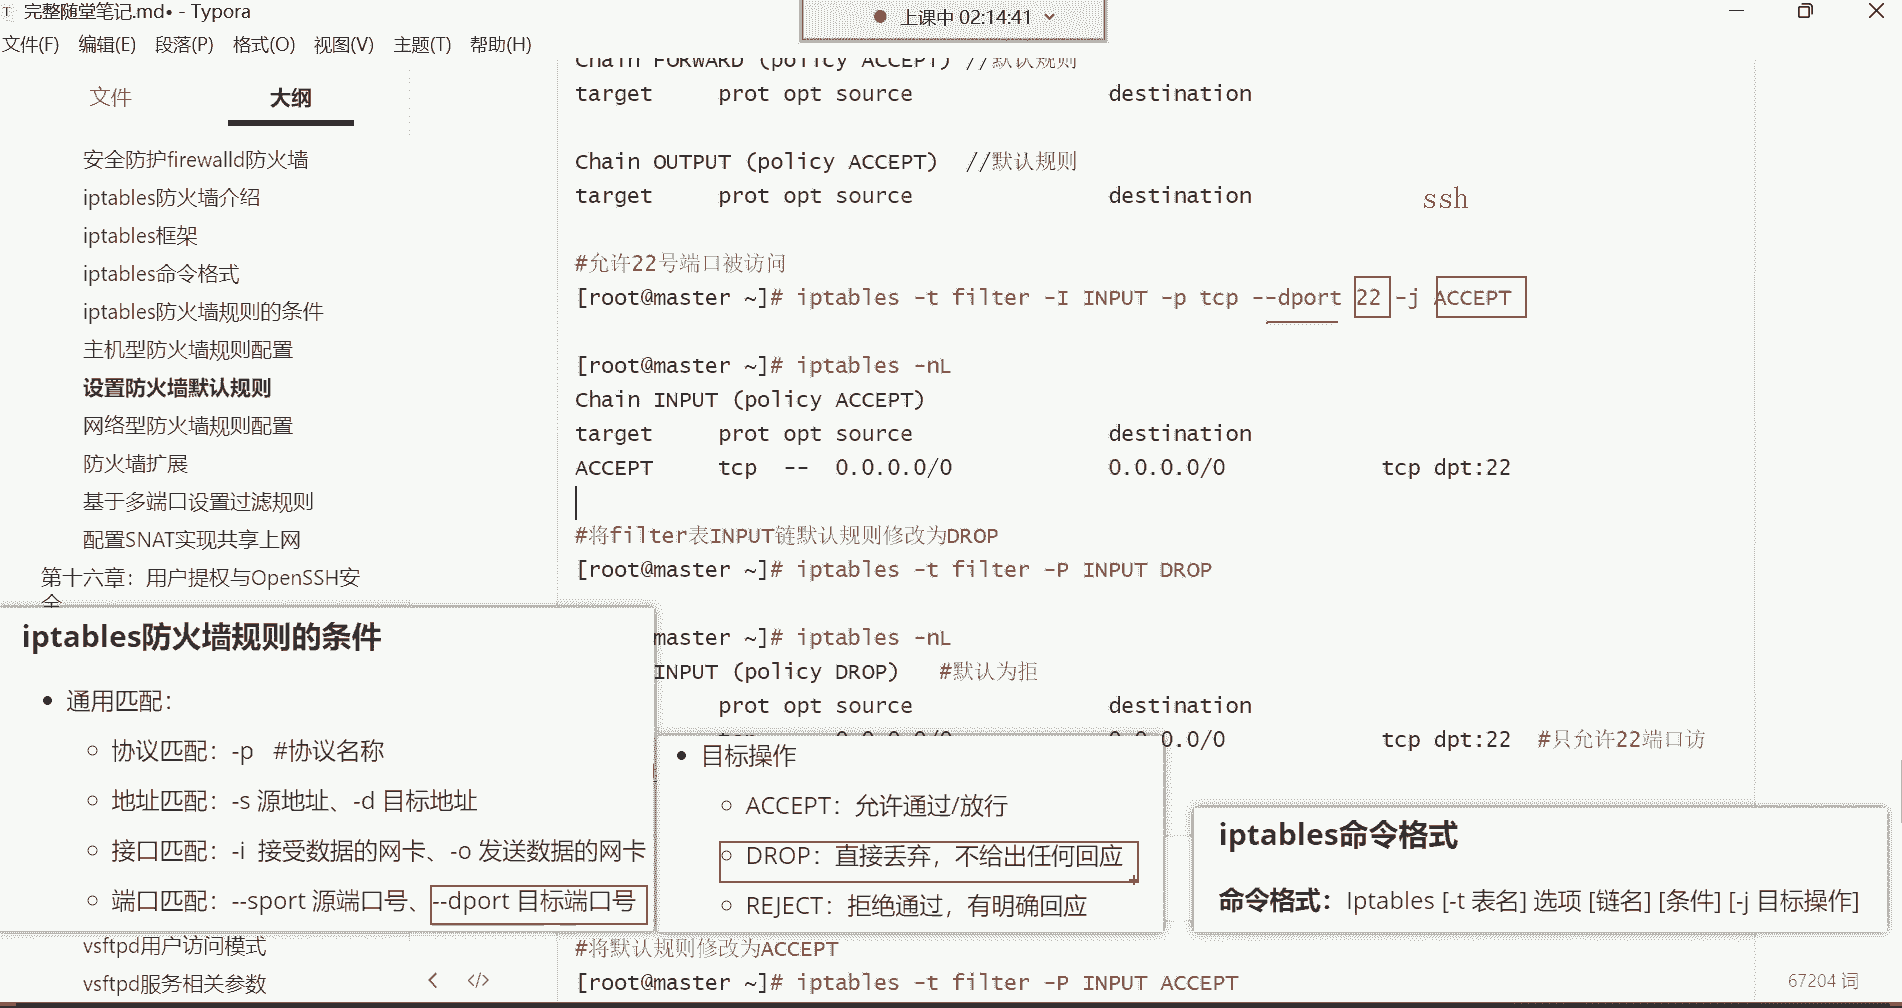 完整随堂笔记.md• - Typora
上课中 02:14:41
文件(F) 编辑(E) 段落(P) 格式(O) 视图(V) 主题(T) 帮助(H)
文件 大纲
安全防护firewalld防火墙
iptables防火墙介绍
iptables框架
iptables命令格式
iptables防火墙规则的条件
主机型防火墙规则配置
设置防火墙默认规则
网络型防火墙规则配置
防火墙扩展
基于多端口设置过滤规则
配置SNAT实现共享上网
第十六章：用户提权与OpenSSH安
全
vsftpd用户访问模式
vsftpd服务相关参数
Chain FORWARD (policy ACCEPT) //默认规则
target prot opt source destination
Chain OUTPUT (policy ACCEPT) //默认规则
target prot opt source destination
ssh
#允许22号端口被访问
[root@master ~]# iptables -t filter -I INPUT -p tcp --dport 22 -j ACCEPT
[root@master ~]# iptables -nL
Chain INPUT (policy ACCEPT)
target prot opt source destination
ACCEPT tcp -- 0.0.0.0/0 0.0.0.0/0 tcp dpt:22
#将filter表INPUT链默认规则修改为DROP
[root@master ~]# iptables -t filter -P INPUT DROP
master ~]# iptables -nL
INPUT (policy DROP) #默认为拒
prot opt source destination
0.0/0 tcp dpt:22 #只允许22端口访
#将默认规则修改为ACCEPT
[root@master ~]# iptables -t filter -P INPUT ACCEPT
iptables防火墙规则的条件
• 通用匹配：
○ 协议匹配：-p #协议名称
○ 地址匹配：-s 源地址、-d 目标地址
○ 接口匹配：-i 接受数据的网卡、-o 发送数据的网卡
○ 端口匹配：--sport 源端口号、--dport 目标端口号
• 目标操作
○ ACCEPT：允许通过/放行
○ DROP：直接丢弃，不给出任何回应
○ REJECT：拒绝通过，有明确回应
iptables命令格式
命令格式：Iptables [-t 表名] 选项 [链名] [条件] [-j 目标操作]
67204 词